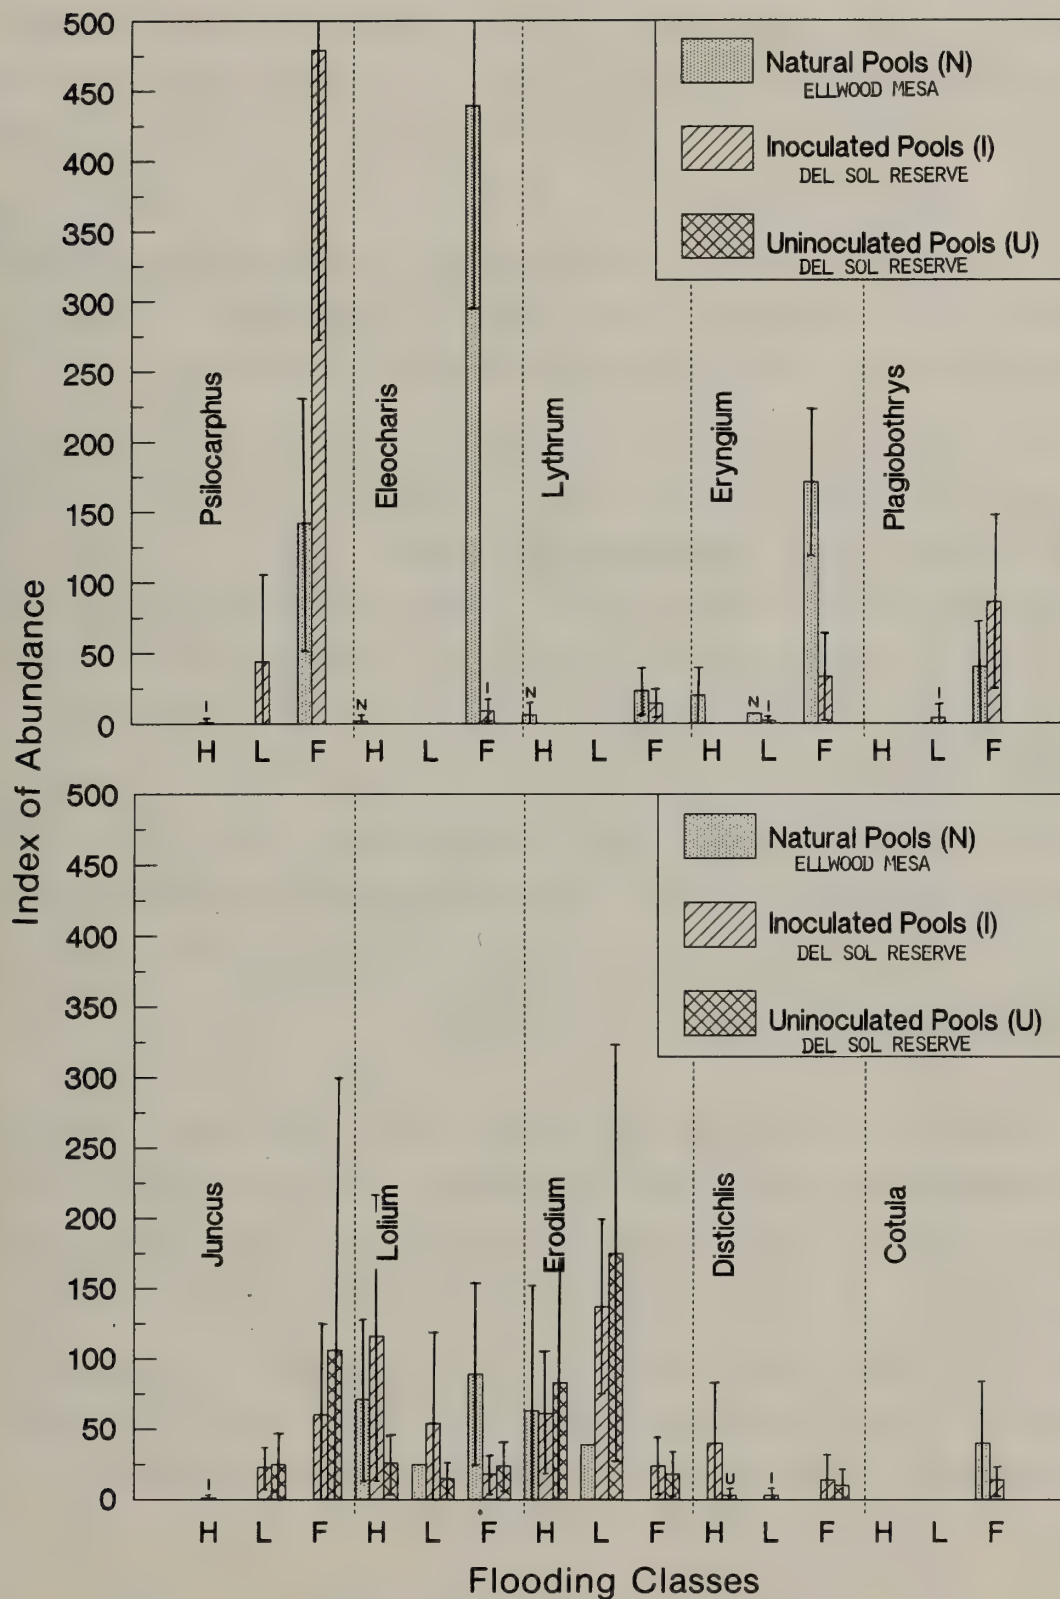 Index of Abundance
500
450
400
350
300
250
200
150
100
50
0
Natural Pools (N)
ELLWOOD MESA
Inoculated Pools (I)
DEL SOL RESERVE
Uninoculated Pools (U)
DEL SOL RESERVE
Psilocarphus
Eleocharis
Lythrum
Eryngium
Plagiobothrys
I
N
I
N
N
I
I
H L F H L F H L F H L F H L F
500
450
400
350
300
250
200
150
100
50
0
Natural Pools (N)
ELLWOOD MESA
Inoculated Pools (I)
DEL SOL RESERVE
Uninoculated Pools (U)
DEL SOL RESERVE
Juncus
Lolium
Erodium
Distichlis
Cotula
I
U
I
H L F H L F H L F H L F H L F
Flooding Classes